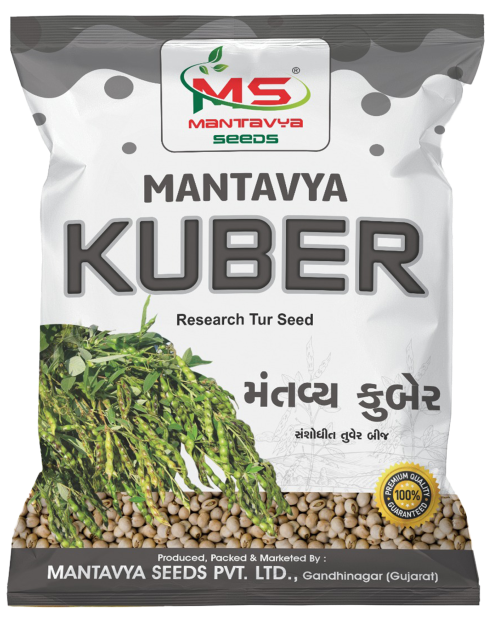 MS®
MANTAVYA
SEEDS
MANTAVYA
KUBER
Research Tur Seed
મંતવ્ય કુબેર
સંશોધીત તુવેર બીજ
PREMIUM QUALITY
100%
GUARANTEED
Produced, Packed & Marketed By :
MANTAVYA SEEDS PVT. LTD., Gandhinagar (Gujarat)